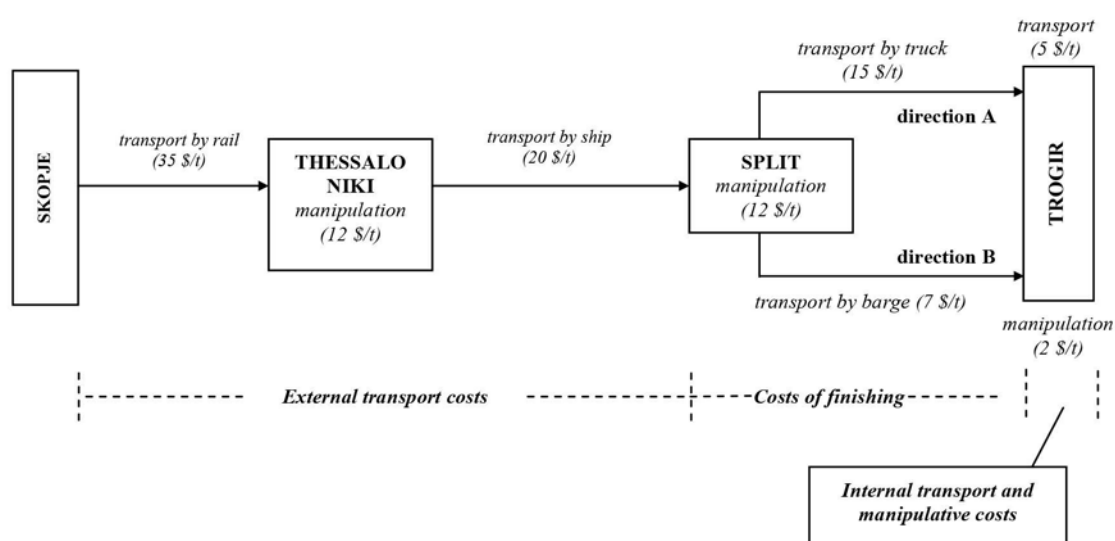 transport
(5 $/t)
transport by truck
(15 $/t)
direction A
SKOPJE
transport by rail
(35 $/t)
THESSALO
NIKI
manipulation
(12 $/t)
transport by ship
(20 $/t)
SPLIT
manipulation
(12 $/t)
TROGIR
direction B
transport by barge (7 $/t)
manipulation
(2 $/t)
External transport costs
Costs of finishing
Internal transport and
manipulative costs